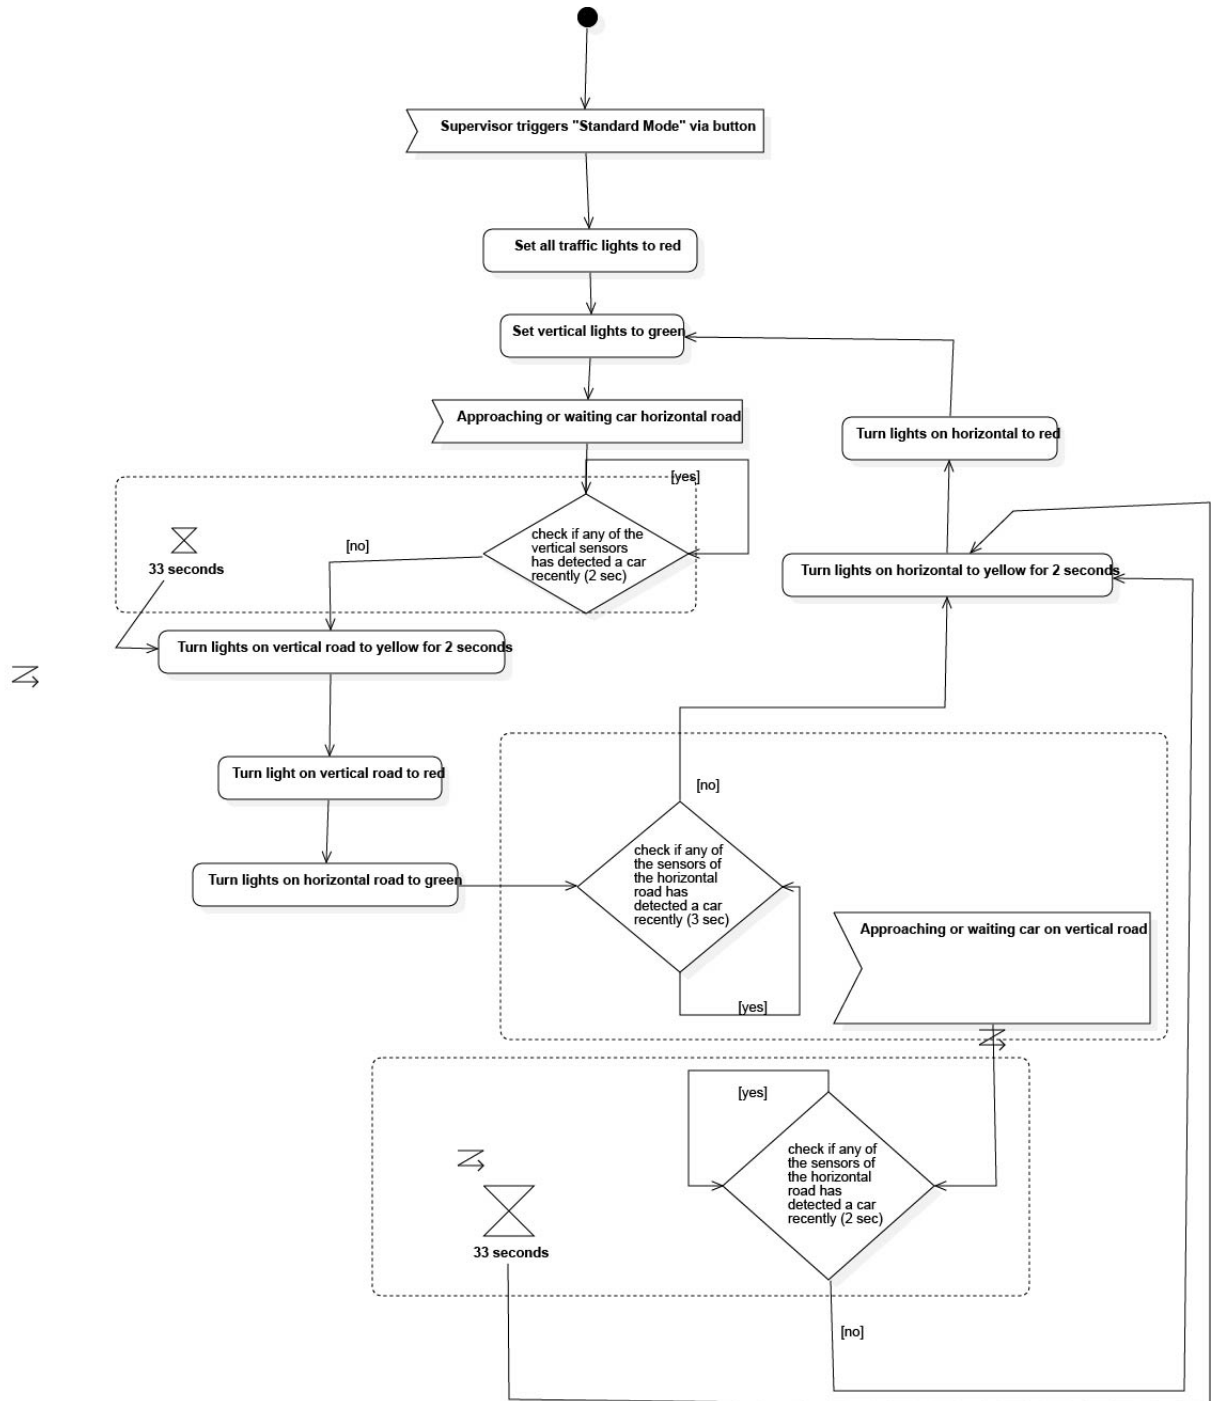 Supervisor triggers "Standard Mode" via button
Set all traffic lights to red
Set vertical lights to green
Approaching or waiting car horizontal road
Turn lights on horizontal to red
[yes]
check if any of the
vertical sensors
has detected a car
recently (2 sec)
[no]
33 seconds
Turn lights on horizontal to yellow for 2 seconds
Turn lights on vertical road to yellow for 2 seconds
Turn light on vertical road to red
[no]
check if any of
the sensors of
the horizontal
road has
detected a car
recently (3 sec)
Turn lights on horizontal road to green
Approaching or waiting car on vertical road
[yes]
[yes]
check if any of
the sensors of
the horizontal
road has
detected a car
recently (2 sec)
33 seconds
[no]